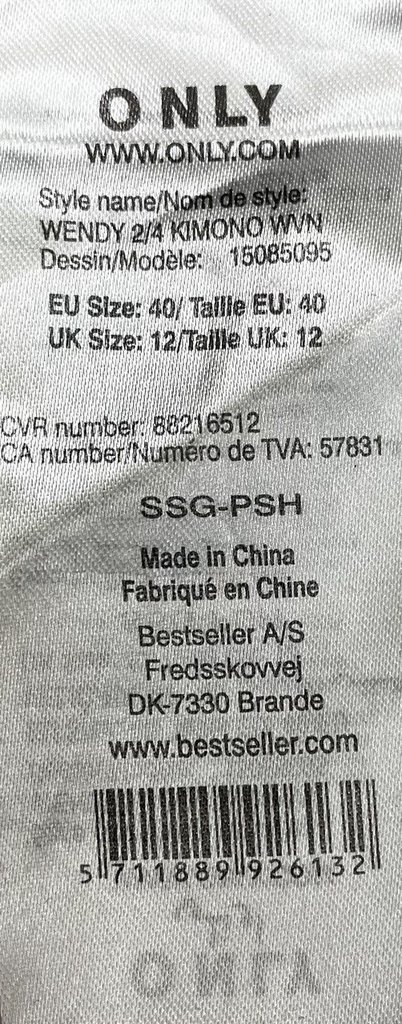 ONLY
WWW.ONLY.COM
Style name/Nom de style:
WENDY 2/4 KIMONO WVN
Dessin/Modèle: 15085095
EU Size: 40/ Taille EU: 40
UK Size: 12/Taille UK: 12
CVR number: 88216512
CA number/Numéro de TVA: 57831
SSG-PSH
Made in China
Fabriqué en Chine
Bestseller A/S
Fredsskovvej
DK-7330 Brande
www.bestseller.com
5 711889 926132